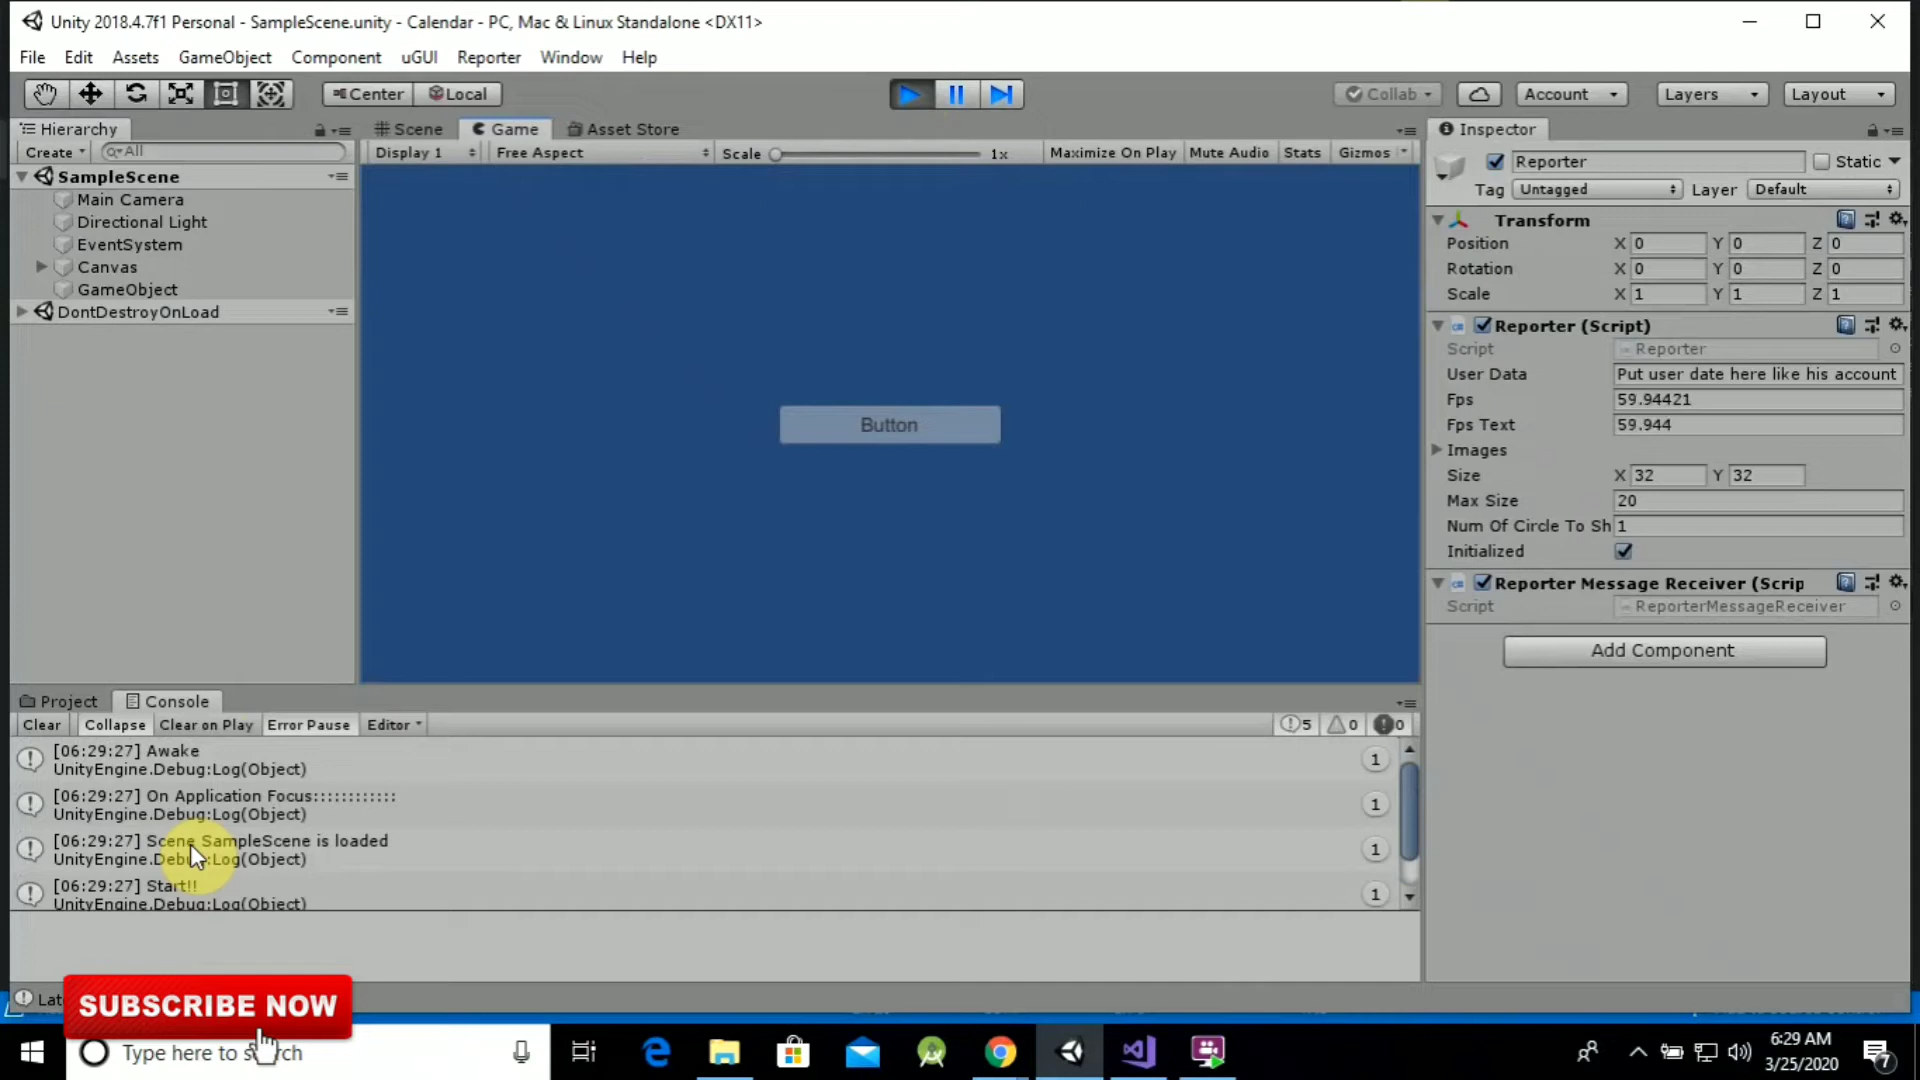 Unity 2018.4.7f1 Personal - SampleScene.unity - Calendar - PC, Mac & Linux Standalone <DX11>
File Edit Assets GameObject Component uGUI Reporter Window Help
Center Local Collab Account Layers Layout
Hierarchy Scene Game Asset Store Inspector
Create All Display 1 Free Aspect Scale 1x Maximize On Play Mute Audio Stats Gizmos
SampleScene
Main Camera
Directional Light
EventSystem
Canvas
GameObject
DontDestroyOnLoad
Button
Reporter Static
Tag Untagged Layer Default
Transform
Position X 0 Y 0 Z 0
Rotation X 0 Y 0 Z 0
Scale X 1 Y 1 Z 1
Reporter (Script)
Script Reporter
User Data Put user date here like his account
Fps 59.94421
Fps Text 59.944
Images
Size X 32 Y 32
Max Size 20
Num Of Circle To Sh 1
Initialized
Reporter Message Receiver (Scrip
Script ReporterMessageReceiver
Add Component
Project Console
Clear Collapse Clear on Play Error Pause Editor 5 0 0
[06:29:27] Awake
UnityEngine.Debug:Log(Object) 1
[06:29:27] On Application Focus::::::::::::
UnityEngine.Debug:Log(Object) 1
[06:29:27] Scene SampleScene is loaded
UnityEngine.Debug:Log(Object) 1
[06:29:27] Start!!
UnityEngine.Debug:Log(Object) 1
SUBSCRIBE NOW
Type here to search
6:29 AM
3/25/2020
7